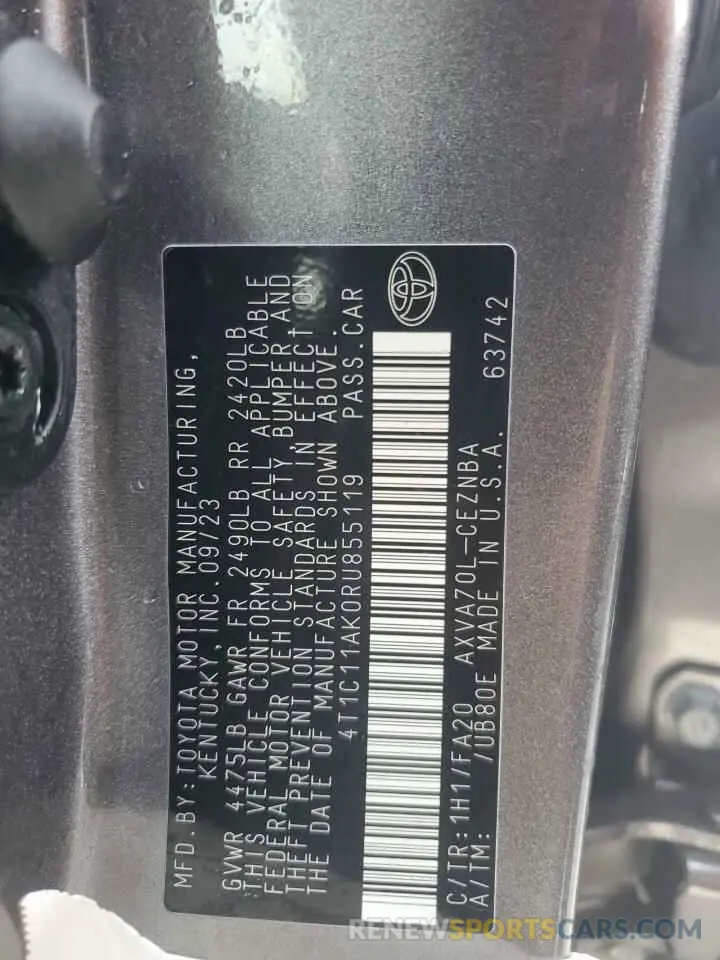 MFD.BY:TOYOTA MOTOR MANUFACTURING,
KENTUCKY, INC. 09/23
GVWR 4475LB GAWR FR 2490LB RR 2420LB
THIS VEHICLE CONFORMS TO ALL APPLICABLE
FEDERAL MOTOR VEHICLE SAFETY, BUMPER AND
THEFT PREVENTION STANDARDS IN EFFECT ON
THE DATE OF MANUFACTURE SHOWN ABOVE.
4T1C11AK0RU855119 PASS.CAR
C/TR:1H1/FA20 AXVA70L-CEZNBA
A/TM: /UB80E MADE IN U.S.A. 63742
RENEWSPORTSCARS.COM